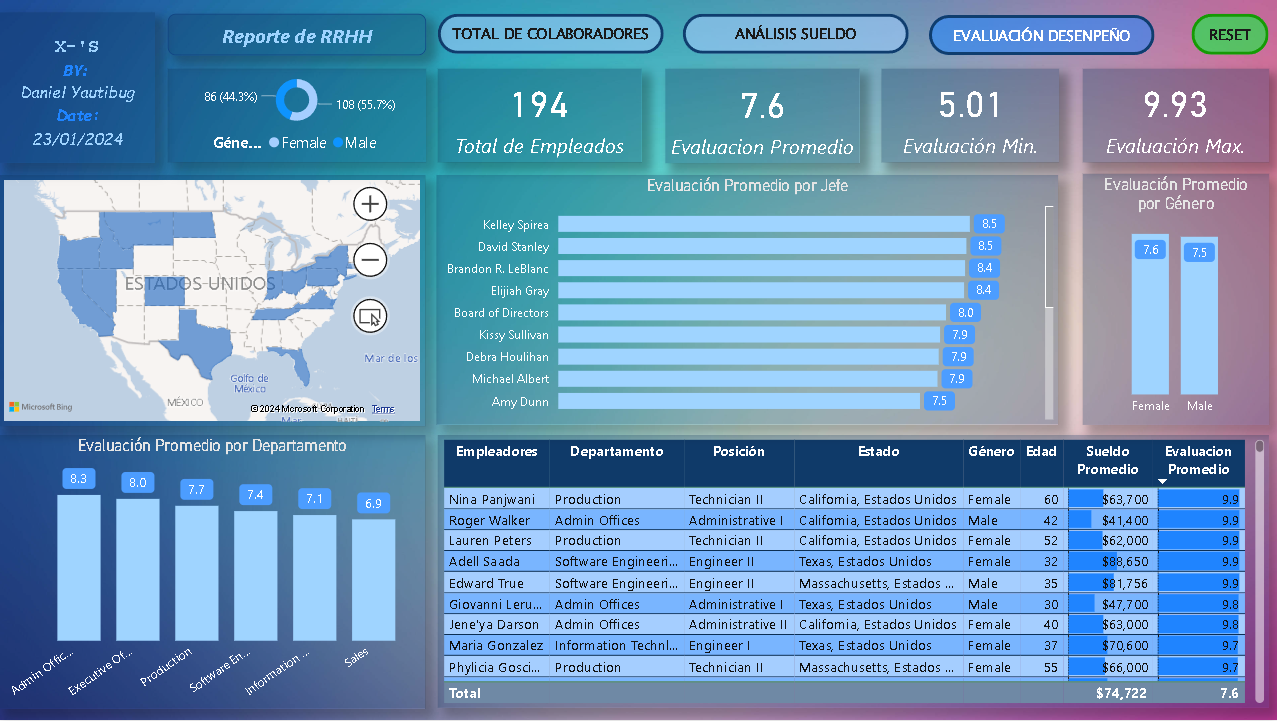 X-'S
BY:
Daniel Yautibug
Date:
23/01/2024
Reporte de RRHH
TOTAL DE COLABORADORES
ANÁLISIS SUELDO
EVALUACIÓN DESENPEÑO
RESET
86 (44.3%)
108 (55.7%)
Géne... Female Male
194
Total de Empleados
7.6
Evaluacion Promedio
5.01
Evaluación Min.
9.93
Evaluación Max.
ESTADOS UNIDOS
Mar de los
Golfo de
México
MÉXICO
Microsoft Bing
© 2024 Microsoft Corporation Terms
Evaluación Promedio por Jefe
Kelley Spirea 8.5
David Stanley 8.5
Brandon R. LeBlanc 8.4
Elijiah Gray 8.4
Board of Directors 8.0
Kissy Sullivan 7.9
Debra Houlihan 7.9
Michael Albert 7.9
Amy Dunn 7.5
Evaluación Promedio
por Género
7.6 7.5
Female Male
Evaluación Promedio por Departamento
8.3 8.0 7.7 7.4 7.1 6.9
Admin Offic... Executive Of... Production Software En... Information ... Sales
Empleadores Departamento Posición Estado Género Edad Sueldo Promedio Evaluacion Promedio
Nina Panjwani Production Technician II California, Estados Unidos Female 60 $63,700 9.9
Roger Walker Admin Offices Administrative I California, Estados Unidos Male 42 $41,400 9.9
Lauren Peters Production Technician II California, Estados Unidos Female 52 $62,000 9.9
Adell Saada Software Engineeri... Engineer II Texas, Estados Unidos Female 32 $88,650 9.9
Edward True Software Engineeri... Engineer II Massachusetts, Estados ... Male 35 $81,756 9.9
Giovanni Leru... Admin Offices Administrative I Texas, Estados Unidos Male 30 $47,700 9.8
Jene'ya Darson Admin Offices Administrative II California, Estados Unidos Female 40 $63,000 9.8
Maria Gonzalez Information Techni... Engineer I Texas, Estados Unidos Female 37 $70,600 9.7
Phylicia Gosci... Production Technician II Massachusetts, Estados ... Female 55 $66,000 9.7
Total $74,722 7.6